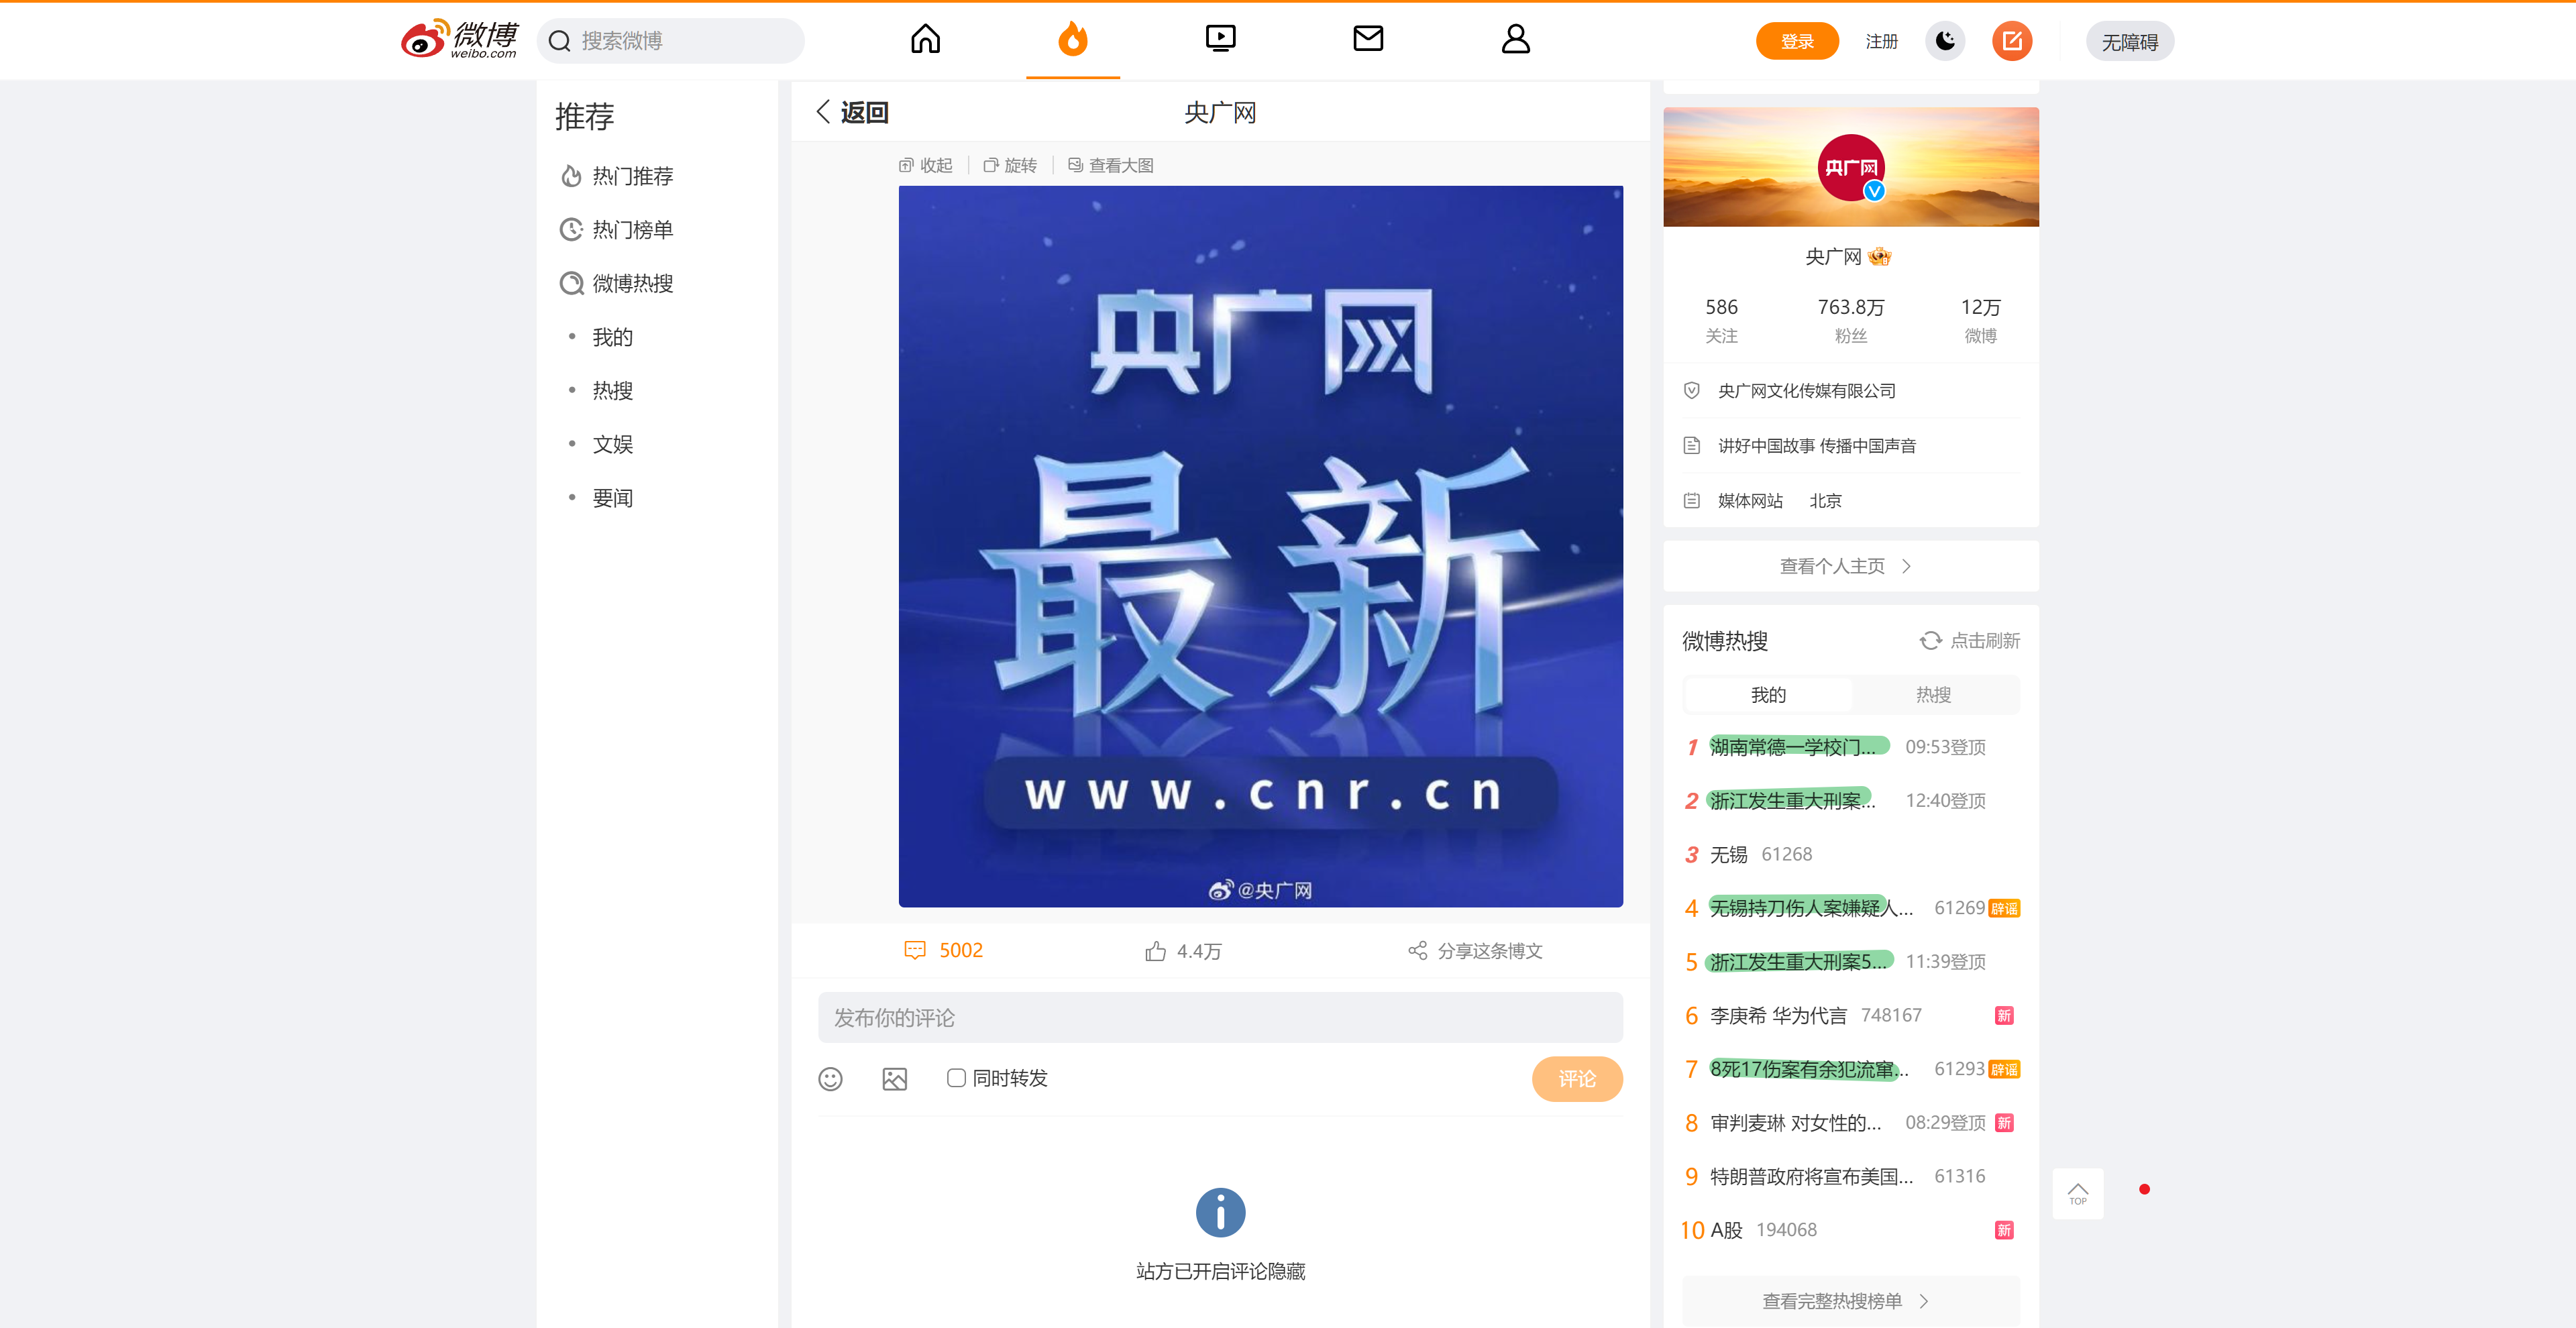 微博
weibo.com
搜索微博
登录
注册
无障碍
推荐
热门推荐
热门榜单
微博热搜
我的
热搜
文娱
要闻
返回
央广网
收起
旋转
查看大图
央广网
最新
www.cnr.cn
@央广网
5002
4.4万
分享这条博文
发布你的评论
同时转发
评论
站方已开启评论隐藏
央广网
央广网
586
763.8万
12万
关注
粉丝
微博
央广网文化传媒有限公司
讲好中国故事 传播中国声音
媒体网站 北京
查看个人主页
微博热搜
点击刷新
我的
热搜
1 湖南常德一学校门... 09:53登顶
2 浙江发生重大刑案... 12:40登顶
3 无锡 61268
4 无锡持刀伤人案嫌疑人... 61269 辟谣
5 浙江发生重大刑案5... 11:39登顶
6 李庚希 华为代言 748167 新
7 8死17伤案有余犯流窜... 61293 辟谣
8 审判麦琳 对女性的... 08:29登顶 新
9 特朗普政府将宣布美国... 61316
10 A股 194068 新
查看完整热搜榜单
TOP